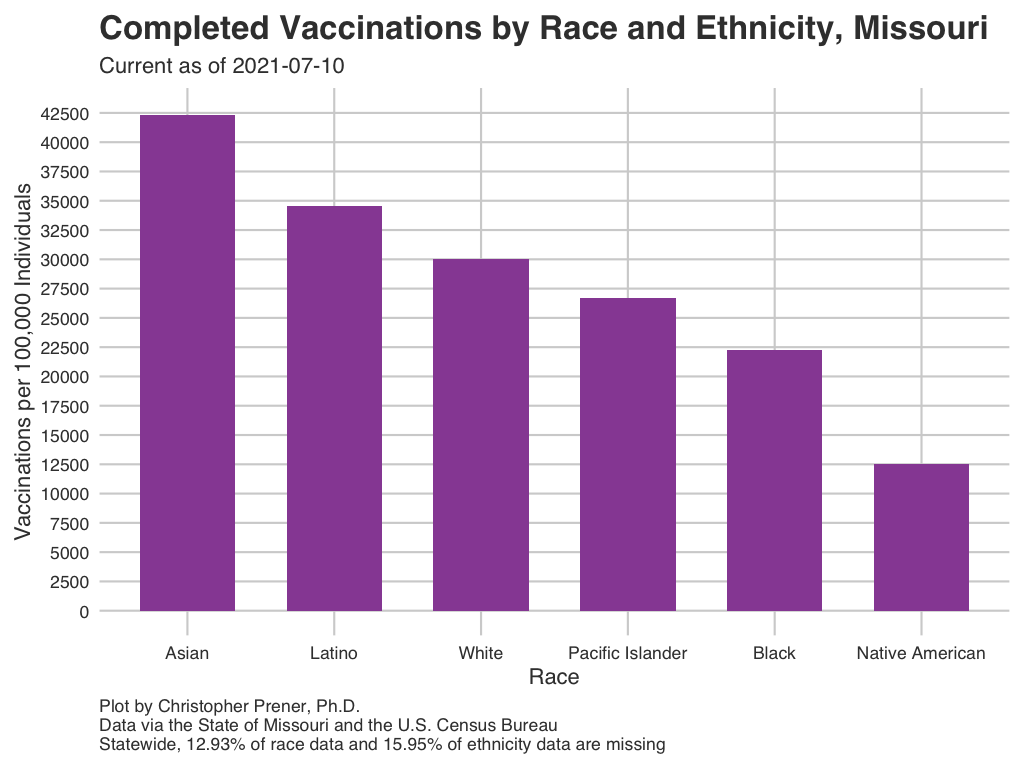 Completed Vaccinations by Race and Ethnicity, Missouri
Current as of 2021-07-10
Vaccinations per 100,000 Individuals
42500
40000
37500
35000
32500
30000
27500
25000
22500
20000
17500
15000
12500
10000
7500
5000
2500
0
Asian Latino White Pacific Islander Black Native American
Race
Plot by Christopher Prener, Ph.D.
Data via the State of Missouri and the U.S. Census Bureau
Statewide, 12.93% of race data and 15.95% of ethnicity data are missing